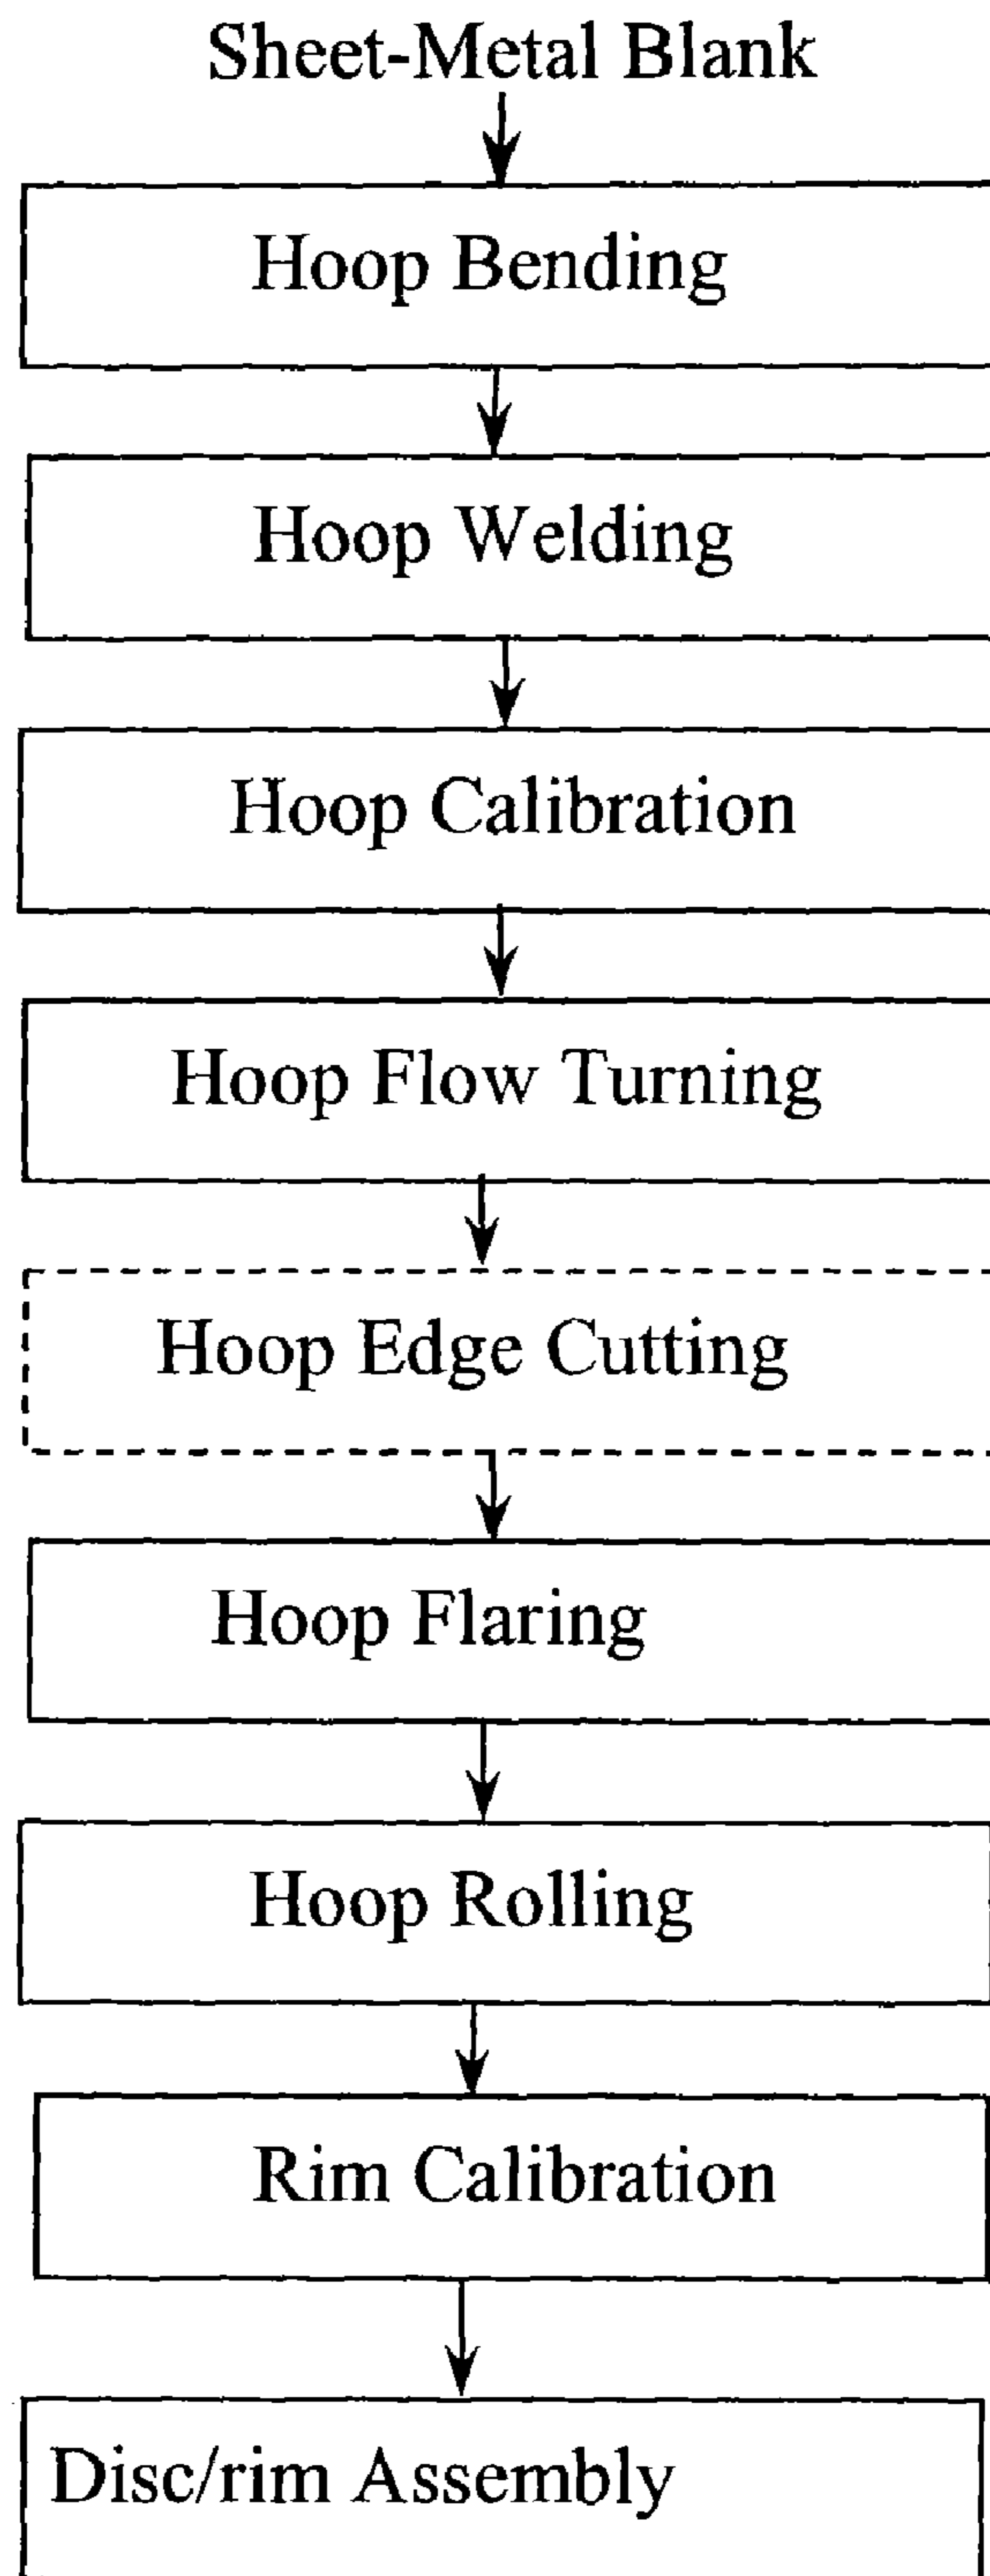 Sheet-Metal Blank
Hoop Bending
Hoop Welding
Hoop Calibration
Hoop Flow Turning
Hoop Edge Cutting
Hoop Flaring
Hoop Rolling
Rim Calibration
Disc/rim Assembly